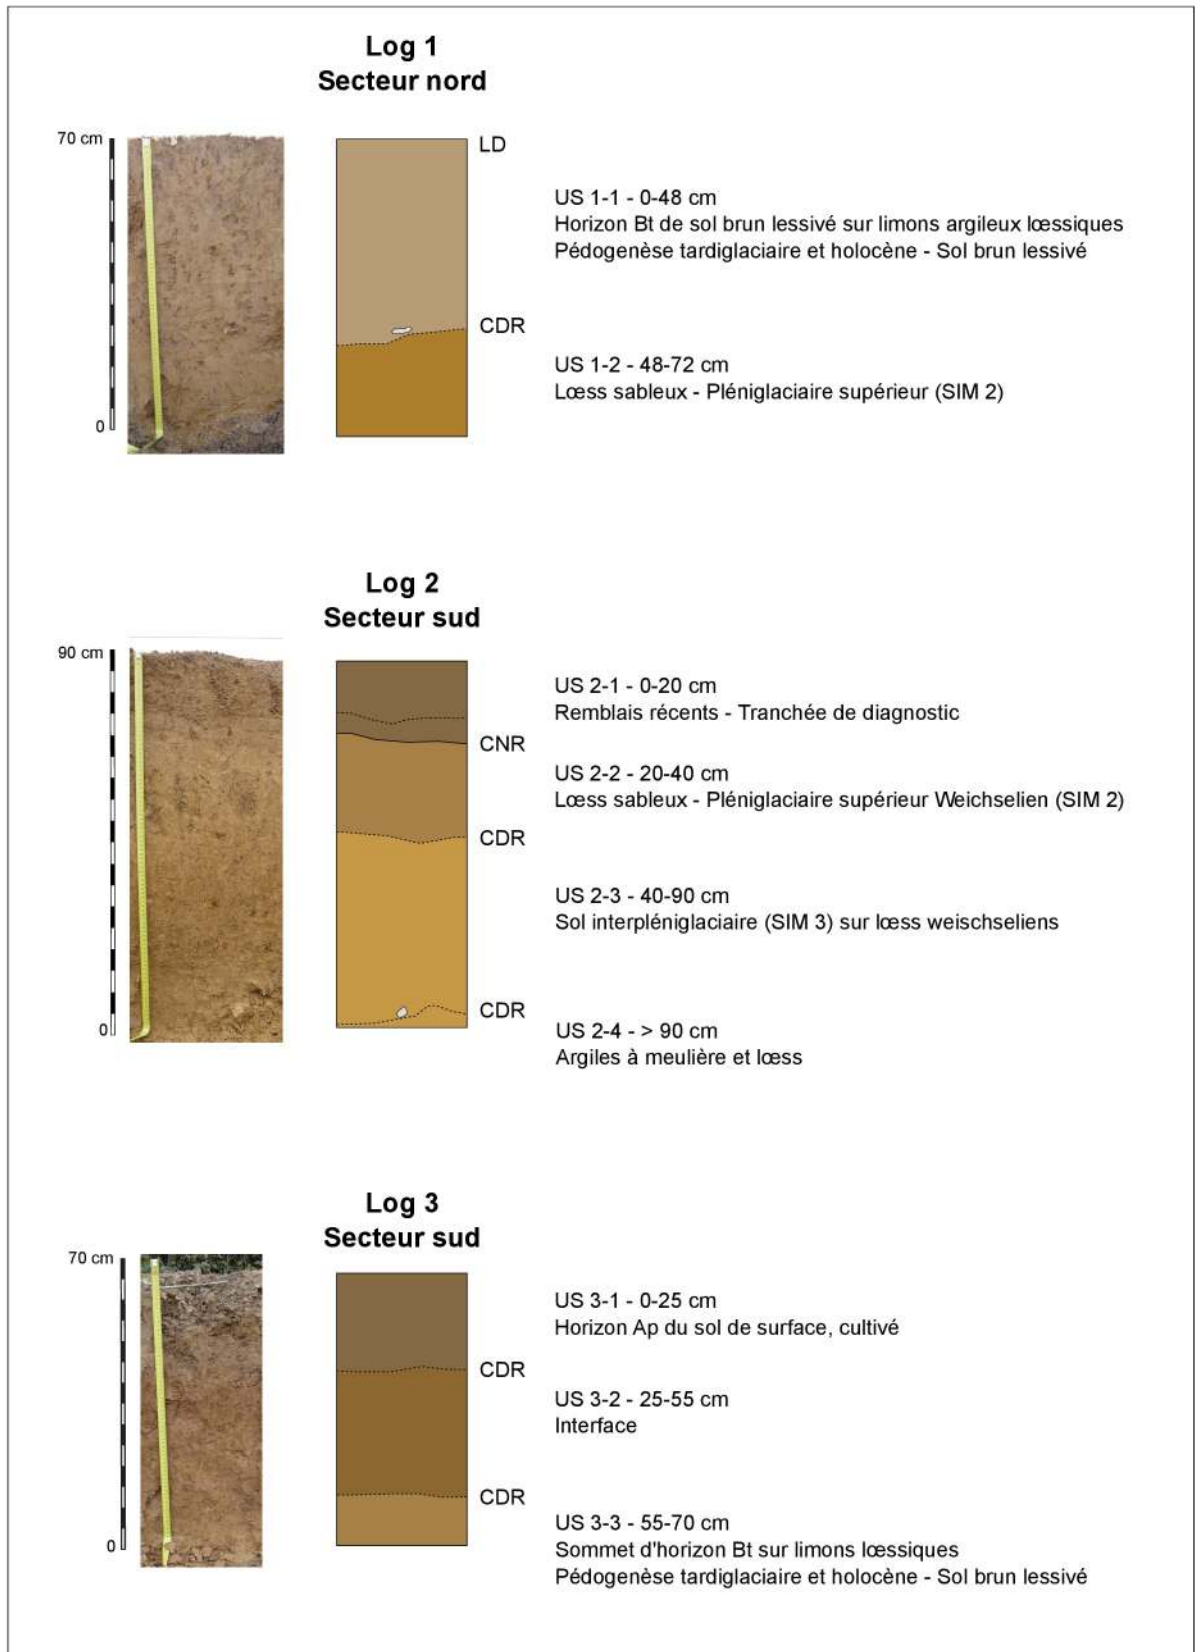 Log 1
Secteur nord
70 cm
LD
US 1-1 - 0-48 cm
Horizon Bt de sol brun lessivé sur limons argileux lœssiques
Pédogenèse tardiglaciaire et holocène - Sol brun lessivé
CDR
US 1-2 - 48-72 cm
Lœss sableux - Pléniglaciaire supérieur (SIM 2)
0
Log 2
Secteur sud
90 cm
US 2-1 - 0-20 cm
Remblais récents - Tranchée de diagnostic
CNR
US 2-2 - 20-40 cm
Lœss sableux - Pléniglaciaire supérieur Weichselien (SIM 2)
CDR
US 2-3 - 40-90 cm
Sol interpléniglaciaire (SIM 3) sur lœss weischseliens
CDR
0
US 2-4 - > 90 cm
Argiles à meulière et lœss
Log 3
Secteur sud
70 cm
US 3-1 - 0-25 cm
Horizon Ap du sol de surface, cultivé
CDR
US 3-2 - 25-55 cm
Interface
CDR
0
US 3-3 - 55-70 cm
Sommet d'horizon Bt sur limons lœssiques
Pédogenèse tardiglaciaire et holocène - Sol brun lessivé